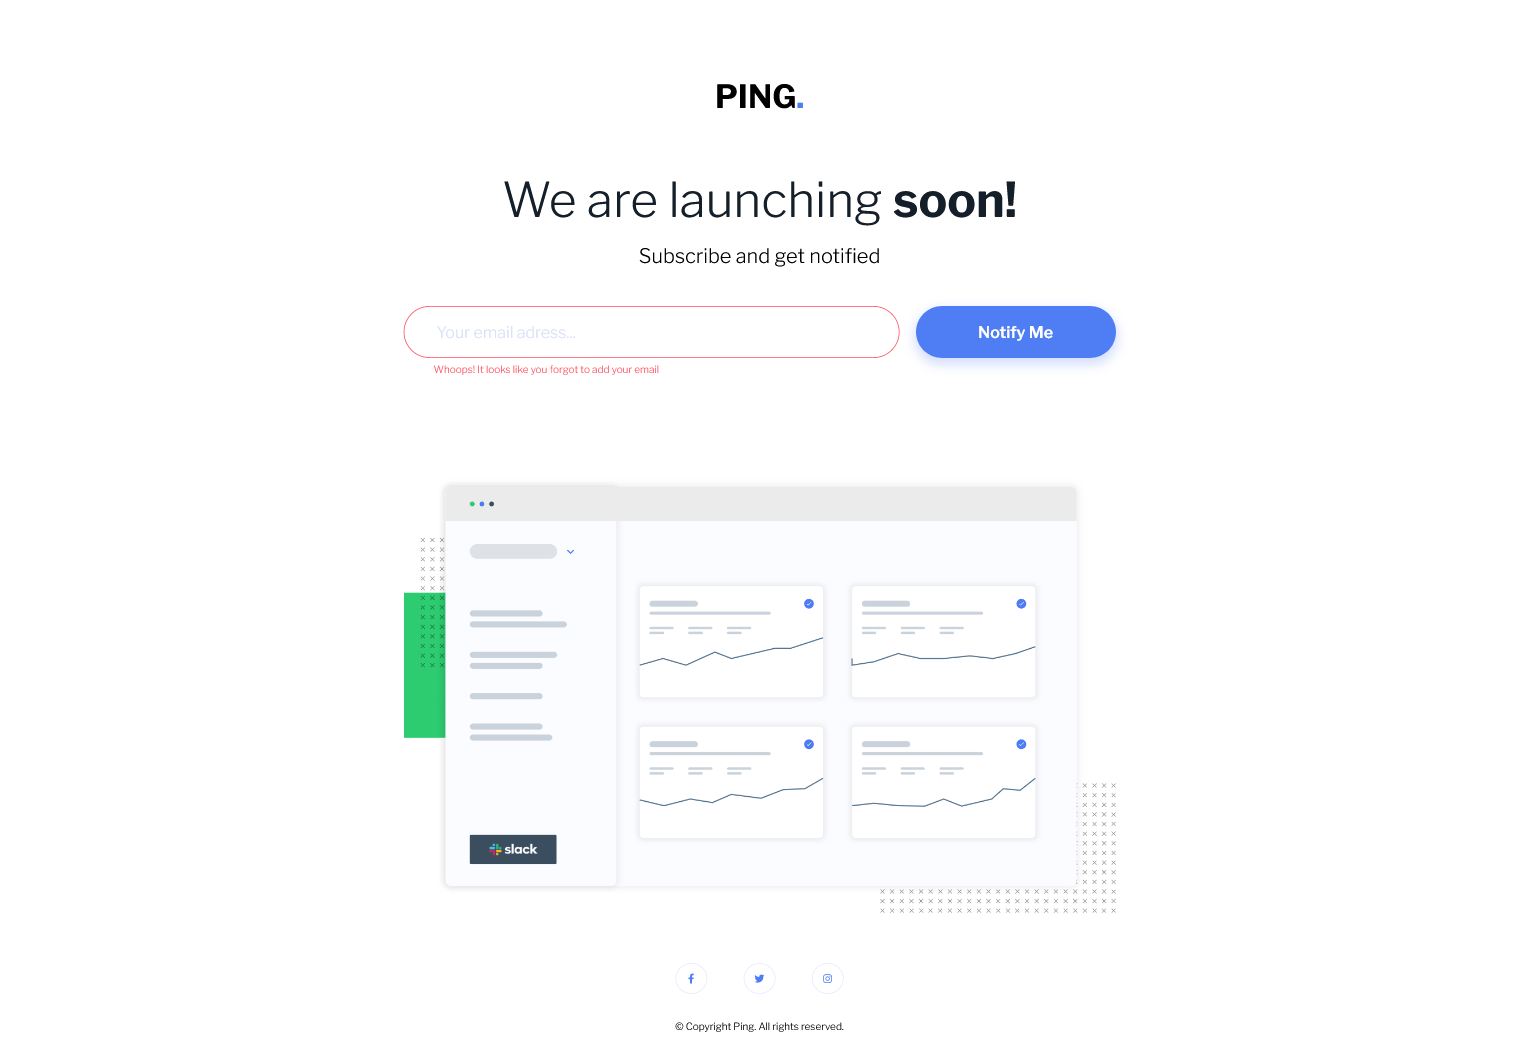 PING.
We are launching soon!
Subscribe and get notified
Your email adress...
Notify Me
Whoops! It looks like you forgot to add your email
slack
© Copyright Ping. All rights reserved.